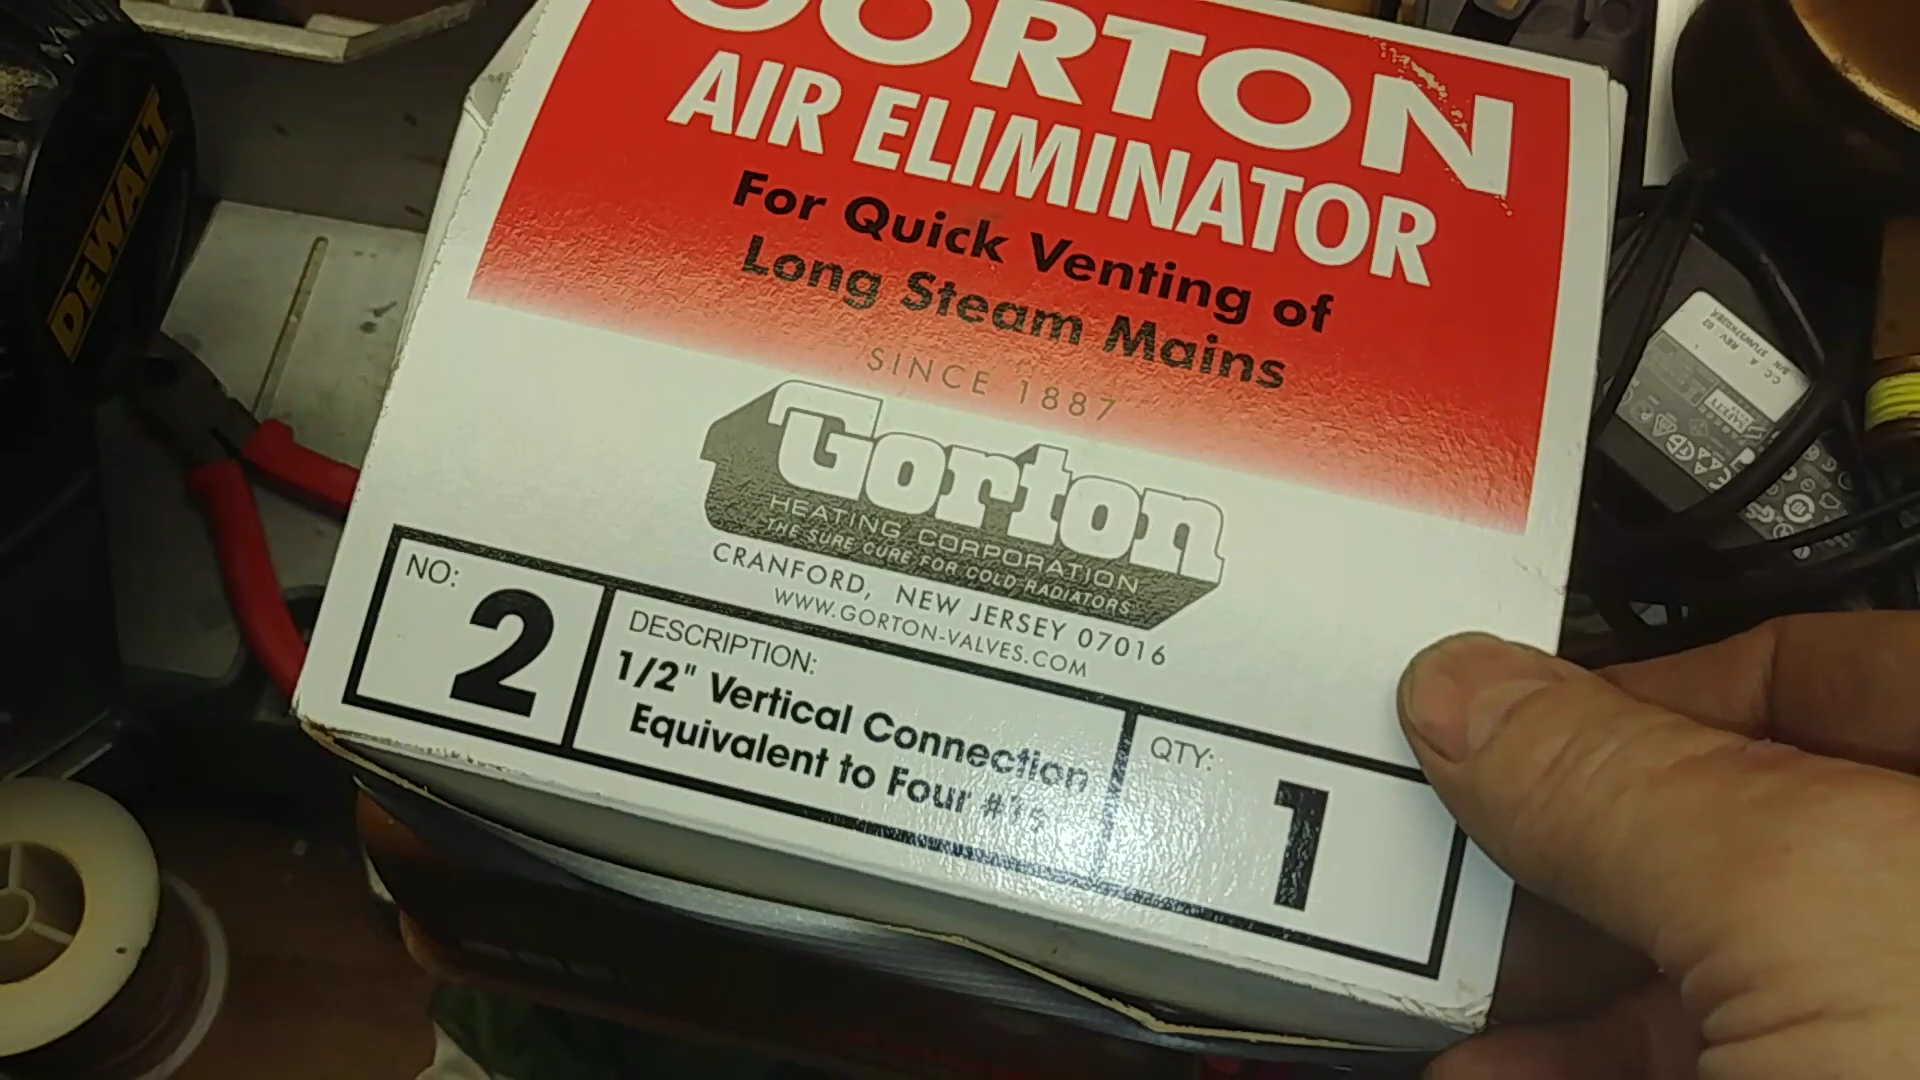 GORTON
AIR ELIMINATOR
For Quick Venting of
Long Steam Mains
SINCE 1887
Gorton
HEATING CORPORATION
THE SURE CURE FOR COLD RADIATORS
CRANFORD, NEW JERSEY 07016
WWW.GORTON-VALVES.COM
NO:
2
DESCRIPTION:
1/2" Vertical Connection
Equivalent to Four #1s
QTY:
1
DEWALT